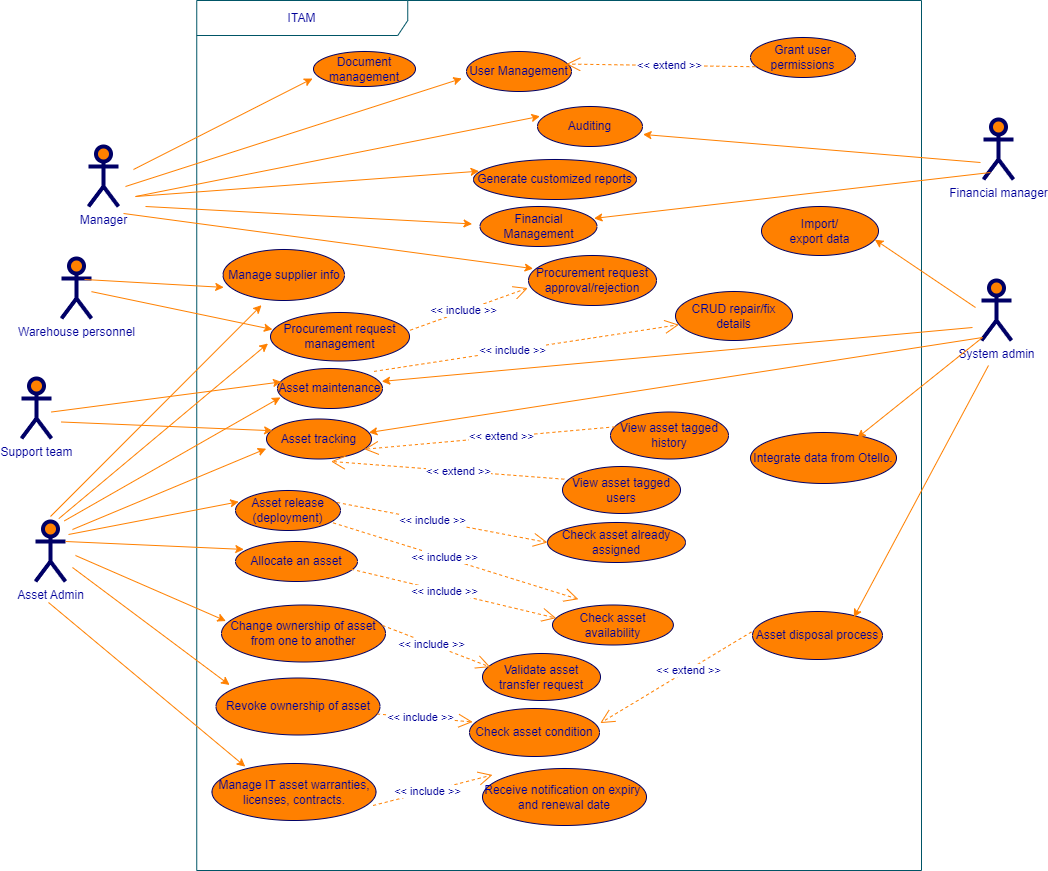 ITAM
Document
management
User Management
<< extend >>
Grant user
permissions
Auditing
Manager
Generate customized reports
Financial manager
Financial
Management
Import/
export data
Manage supplier info
Procurement request
approval/rejection
Warehouse personnel
<< include >>
CRUD repair/fix
details
Procurement request
management
<< include >>
System admin
Asset maintenance
Support team
Asset tracking
<< extend >>
View asset tagged
history
Integrate data from Otello.
<< extend >>
View asset tagged
users
Asset release
(deployment)
<< include >>
Check asset already
assigned
Asset Admin
Allocate an asset
<< include >>
<< include >>
Check asset
availability
Change ownership of asset
from one to another
<< include >>
Asset disposal process
Validate asset
transfer request
<< extend >>
Revoke ownership of asset
<< include >>
Check asset condition
Manage IT asset warranties,
licenses, contracts.
<< include >>
Receive notification on expiry
and renewal date